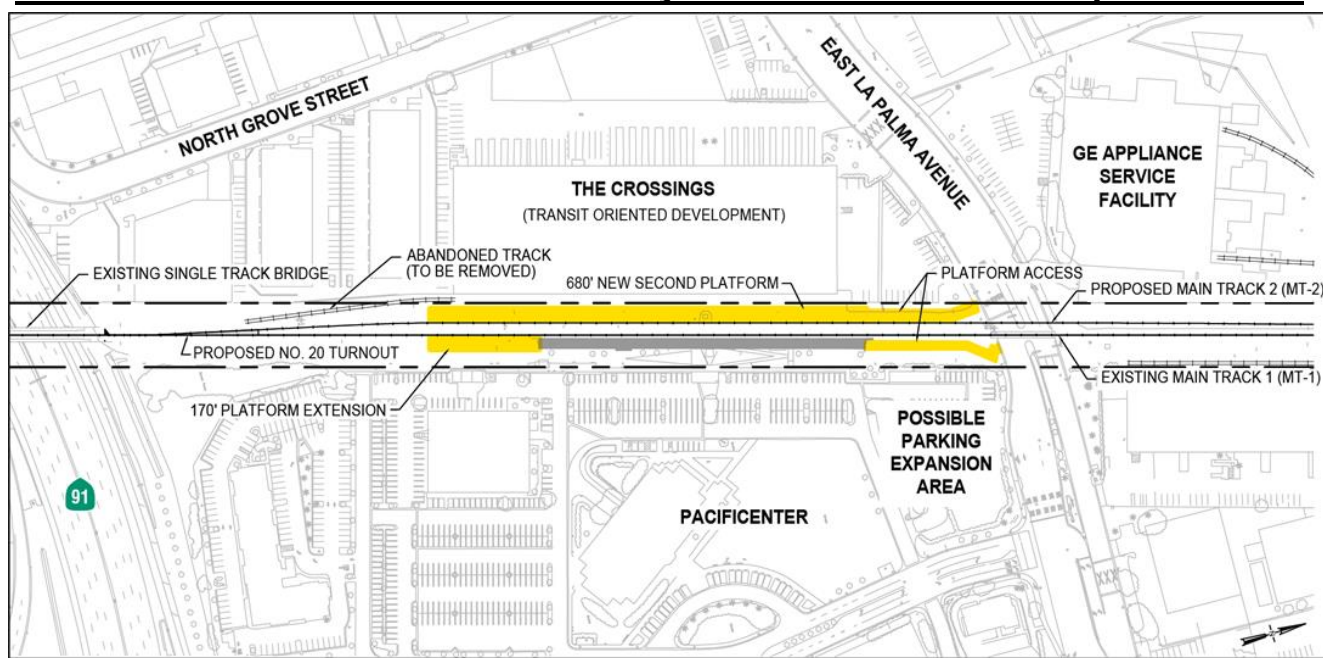 NORTH GROVE STREET
EAST LA PALMA AVENUE
GE APPLIANCE
SERVICE
FACILITY
THE CROSSINGS
(TRANSIT ORIENTED DEVELOPMENT)
EXISTING SINGLE TRACK BRIDGE
ABANDONED TRACK
(TO BE REMOVED)
680' NEW SECOND PLATFORM
PLATFORM ACCESS
PROPOSED MAIN TRACK 2 (MT-2)
PROPOSED NO. 20 TURNOUT
EXISTING MAIN TRACK 1 (MT-1)
170' PLATFORM EXTENSION
POSSIBLE
PARKING
EXPANSION
AREA
91
PACIFICENTER